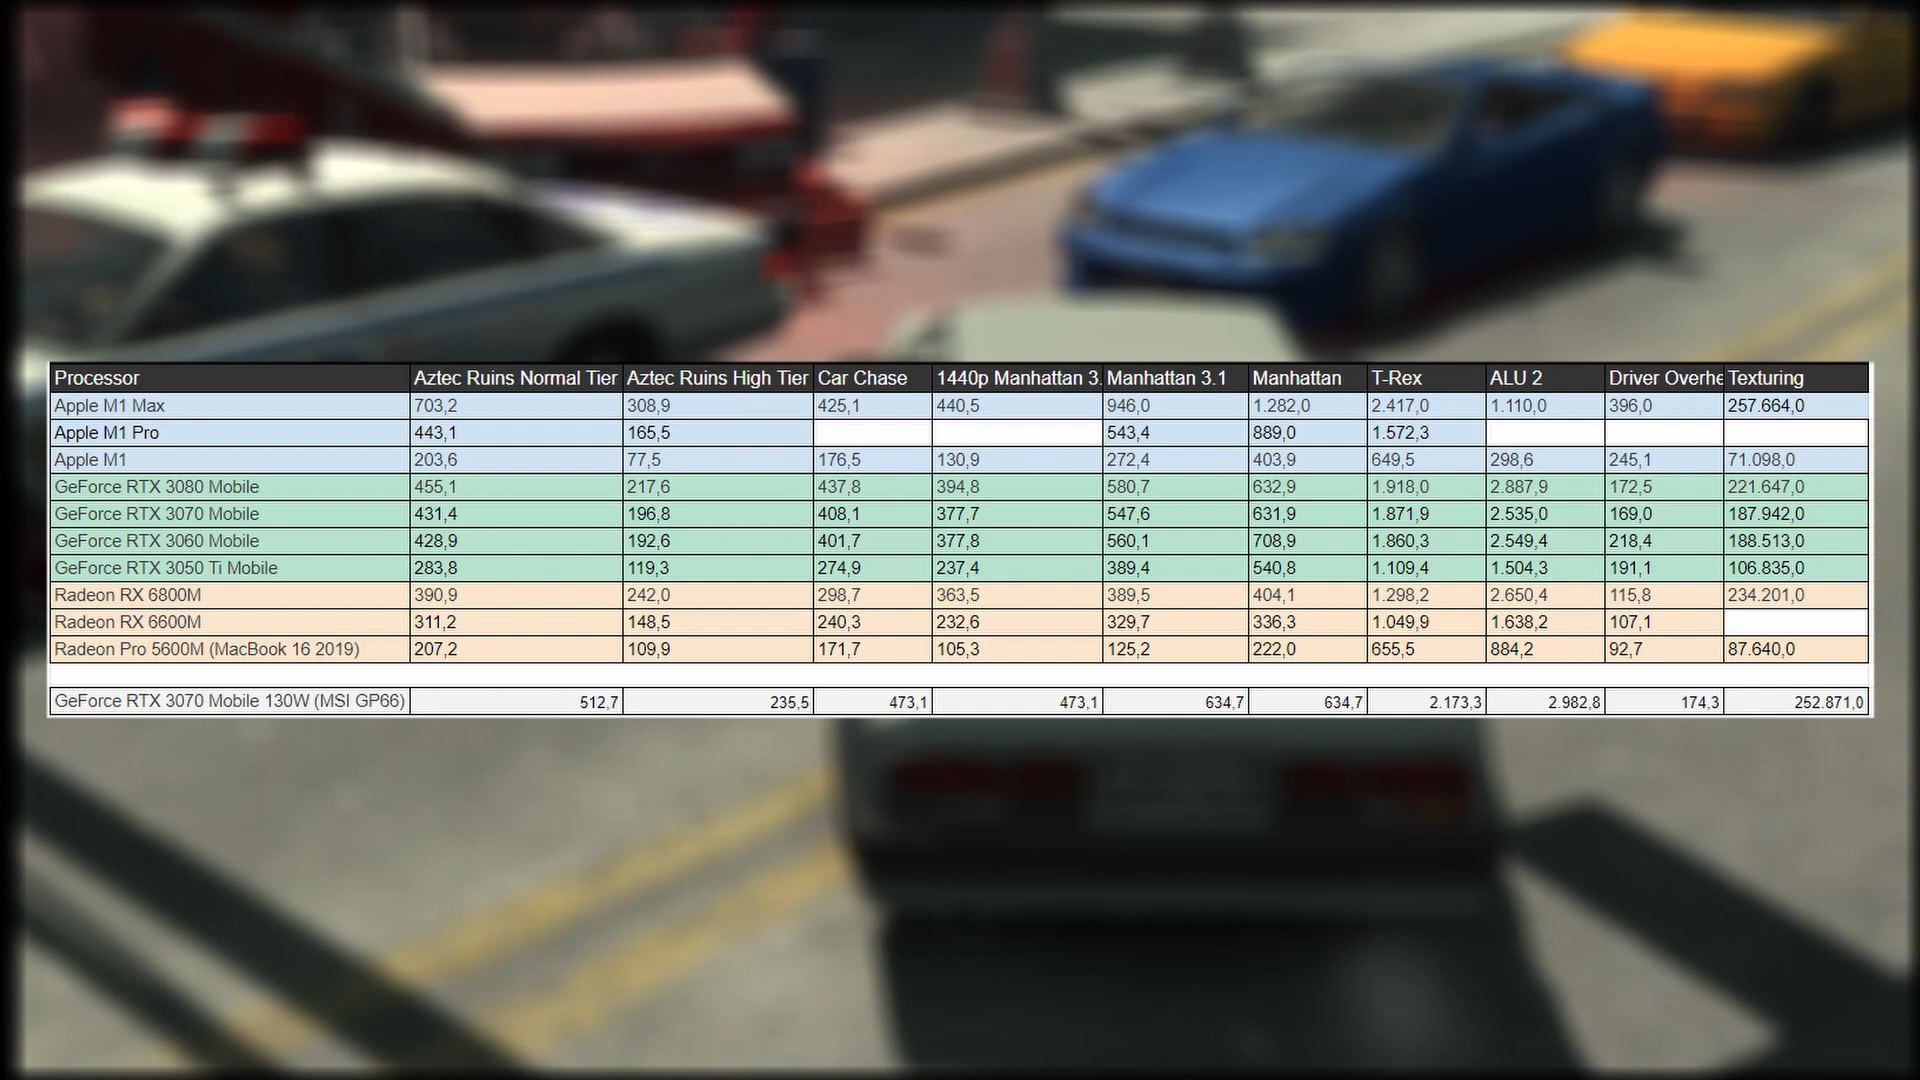 Processor Aztec Ruins Normal Tier Aztec Ruins High Tier Car Chase 1440p Manhattan 3. Manhattan 3.1 Manhattan T-Rex ALU 2 Driver Overhe Texturing
Apple M1 Max 703,2 308,9 425,1 440,5 946,0 1.282,0 2.417,0 1.110,0 396,0 257.664,0
Apple M1 Pro 443,1 165,5 543,4 889,0 1.572,3
Apple M1 203,6 77,5 176,5 130,9 272,4 403,9 649,5 298,6 245,1 71.098,0
GeForce RTX 3080 Mobile 455,1 217,6 437,8 394,8 580,7 632,9 1.918,0 2.887,9 172,5 221.647,0
GeForce RTX 3070 Mobile 431,4 196,8 408,1 377,7 547,6 631,9 1.871,9 2.535,0 169,0 187.942,0
GeForce RTX 3060 Mobile 428,9 192,6 401,7 377,8 560,1 708,9 1.860,3 2.549,4 218,4 188.513,0
GeForce RTX 3050 Ti Mobile 283,8 119,3 274,9 237,4 389,4 540,8 1.109,4 1.504,3 191,1 106.835,0
Radeon RX 6800M 390,9 242,0 298,7 363,5 389,5 404,1 1.298,2 2.650,4 115,8 234.201,0
Radeon RX 6600M 311,2 148,5 240,3 232,6 329,7 336,3 1.049,9 1.638,2 107,1
Radeon Pro 5600M (MacBook 16 2019) 207,2 109,9 171,7 105,3 125,2 222,0 655,5 884,2 92,7 87.640,0
GeForce RTX 3070 Mobile 130W (MSI GP66) 512,7 235,5 473,1 473,1 634,7 634,7 2.173,3 2.982,8 174,3 252.871,0